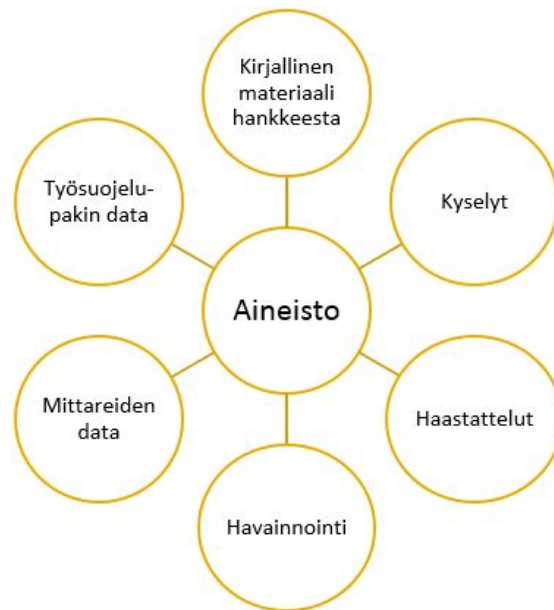 Kirjallinen
materiaali
hankkeesta
Työsuojelu-
pakin data
Kyselyt
Aineisto
Mittareiden
data
Haastattelut
Havainnointi